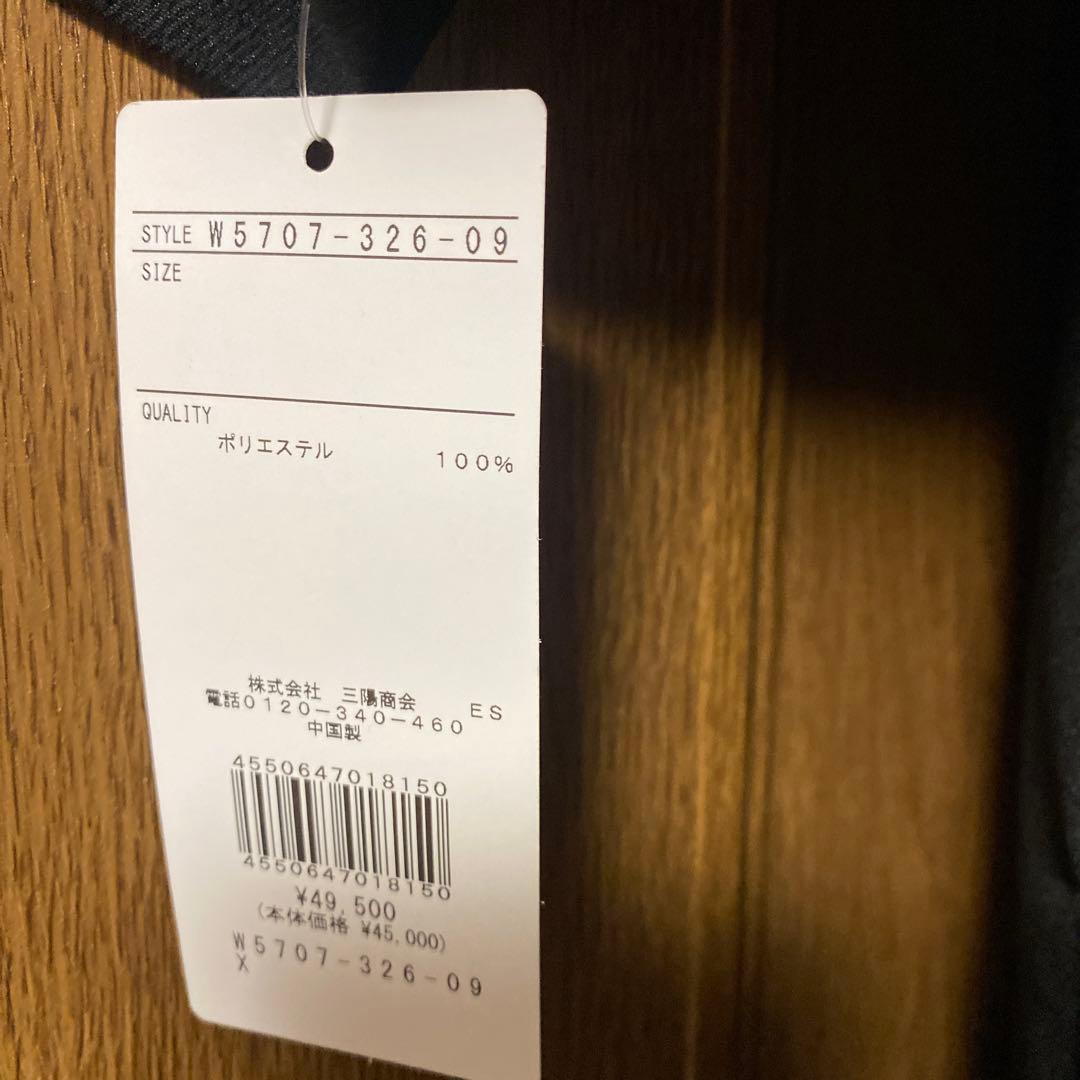 STYLE W5707-326-09
SIZE
QUALITY
ポリエステル 100%
株式会社 三陽商会 ES
電話0120-340-460
中国製
4550647018150
4550647018150
¥49,500
(本体価格 ¥45,000)
W5707-326-09
X